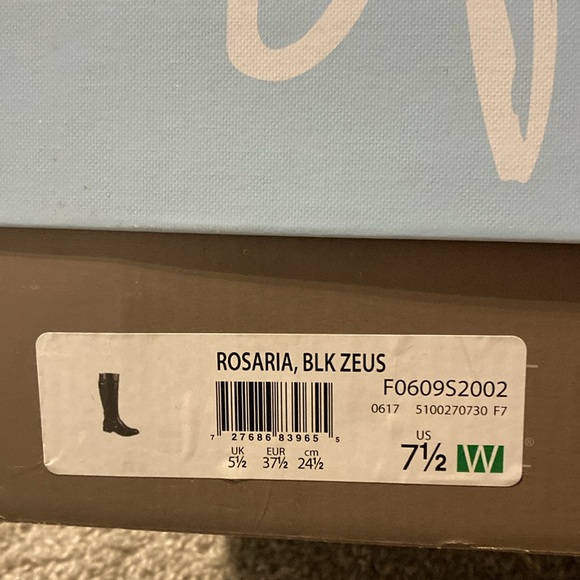 ROSARIA, BLK ZEUS
F0609S2002
0617 5100270730 F7
7 27686 83965 5
UK EUR cm
5½ 37½ 24½
US
7½ W
®